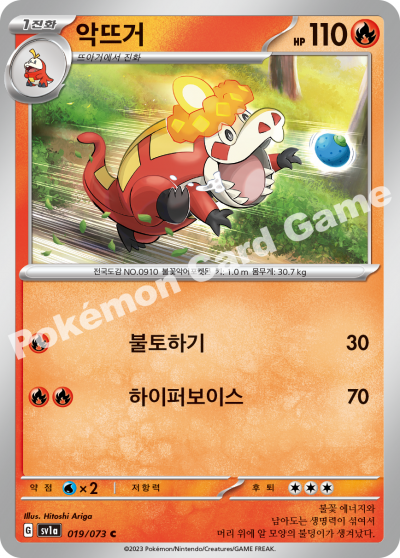 1진화
악뜨거
HP 110
뜨아거에서 진화
전국도감 NO.0910 불꽃악어포켓몬 키: 1.0 m 몸무게: 30.7 kg
Pokémon Card Game
불토하기 30
하이퍼보이스 70
약 점 ×2 저항력 후 퇴
Illus. Hitoshi Ariga
G sv1a 019/073 C
불꽃 에너지와
남아도는 생명력이 섞여서
머리 위에 알 모양의 불덩이가 생겨났다.
©2023 Pokémon/Nintendo/Creatures/GAME FREAK.